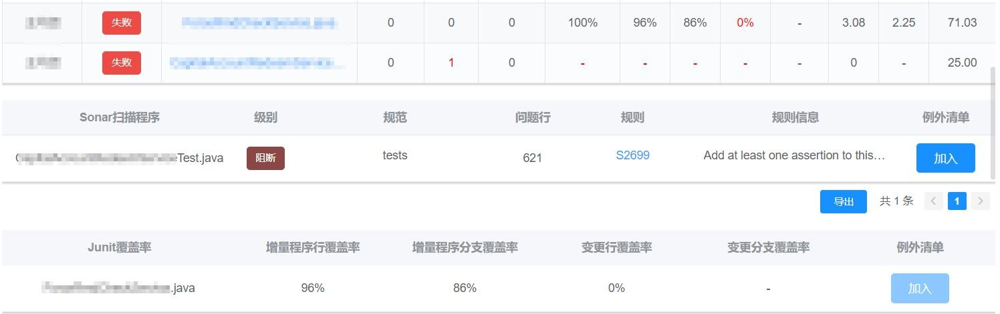 失败 0 0 0 100% 96% 86% 0% - 3.08 2.25 71.03
失败 0 1 0 - - - - - 0 - 25.00
Sonar扫描程序 级别 规范 问题行 规则 规则信息 例外清单
Test.java 阻断 tests 621 S2699 Add at least one assertion to this… 加入
导出 共 1 条 < 1 >
Junit覆盖率 增量程序行覆盖率 增量程序分支覆盖率 变更行覆盖率 变更分支覆盖率 例外清单
.java 96% 86% 0% - 加入